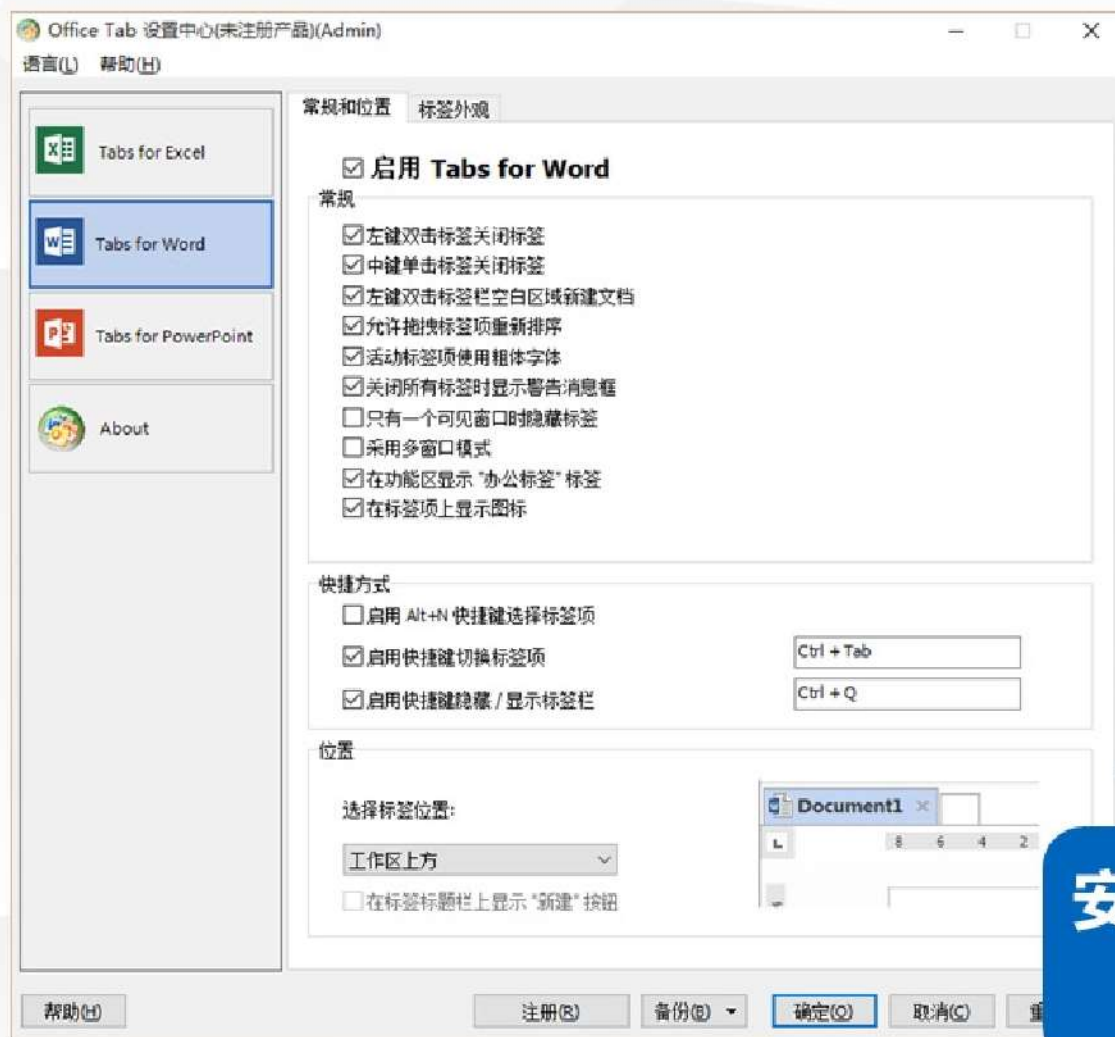 Office Tab 设置中心(未注册产品)(Admin)
语言(L) 帮助(H)
Tabs for Excel
Tabs for Word
Tabs for PowerPoint
About
常规和位置 标签外观
启用 Tabs for Word
常规
左键双击标签关闭标签
中键单击标签关闭标签
左键双击标签栏空白区域新建文档
允许拖拽标签项重新排序
活动标签项使用粗体字体
关闭所有标签时显示警告消息框
只有一个可见窗口时隐藏标签
采用多窗口模式
在功能区显示 "办公标签" 标签
在标签项上显示图标
快捷方式
启用 Alt+N 快捷键选择标签项
启用快捷键切换标签项 Ctrl + Tab
启用快捷键隐藏 / 显示标签栏 Ctrl + Q
位置
选择标签位置:
工作区上方
在标签标题栏上显示 "新建" 按钮
Document1
L 8 6 4 2
帮助(H) 注册(R) 备份(B) 确定(O) 取消(C) 重
安